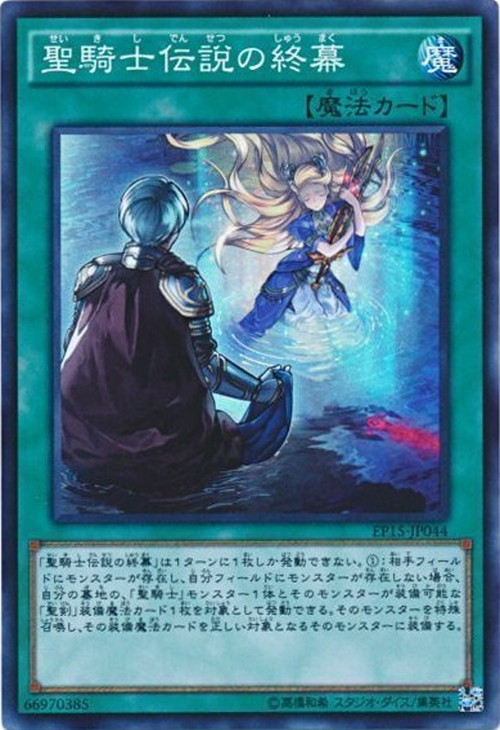 聖騎士伝説の終幕
魔
【魔法カード】
EP15-JP044
「聖騎士伝説の終幕」は1ターンに1枚しか発動できない。①:相手フィール
ドにモンスターが存在し、自分フィールドにモンスターが存在しない場合、
自分の墓地の、「聖騎士」モンスター1体とそのモンスターが装備可能な
「聖剣」装備魔法カード1枚を対象として発動できる。そのモンスターを特殊
召喚し、その装備魔法カードを正しい対象となるそのモンスターに装備する。
66970385
©高橋和希 スタジオ・ダイス/集英社